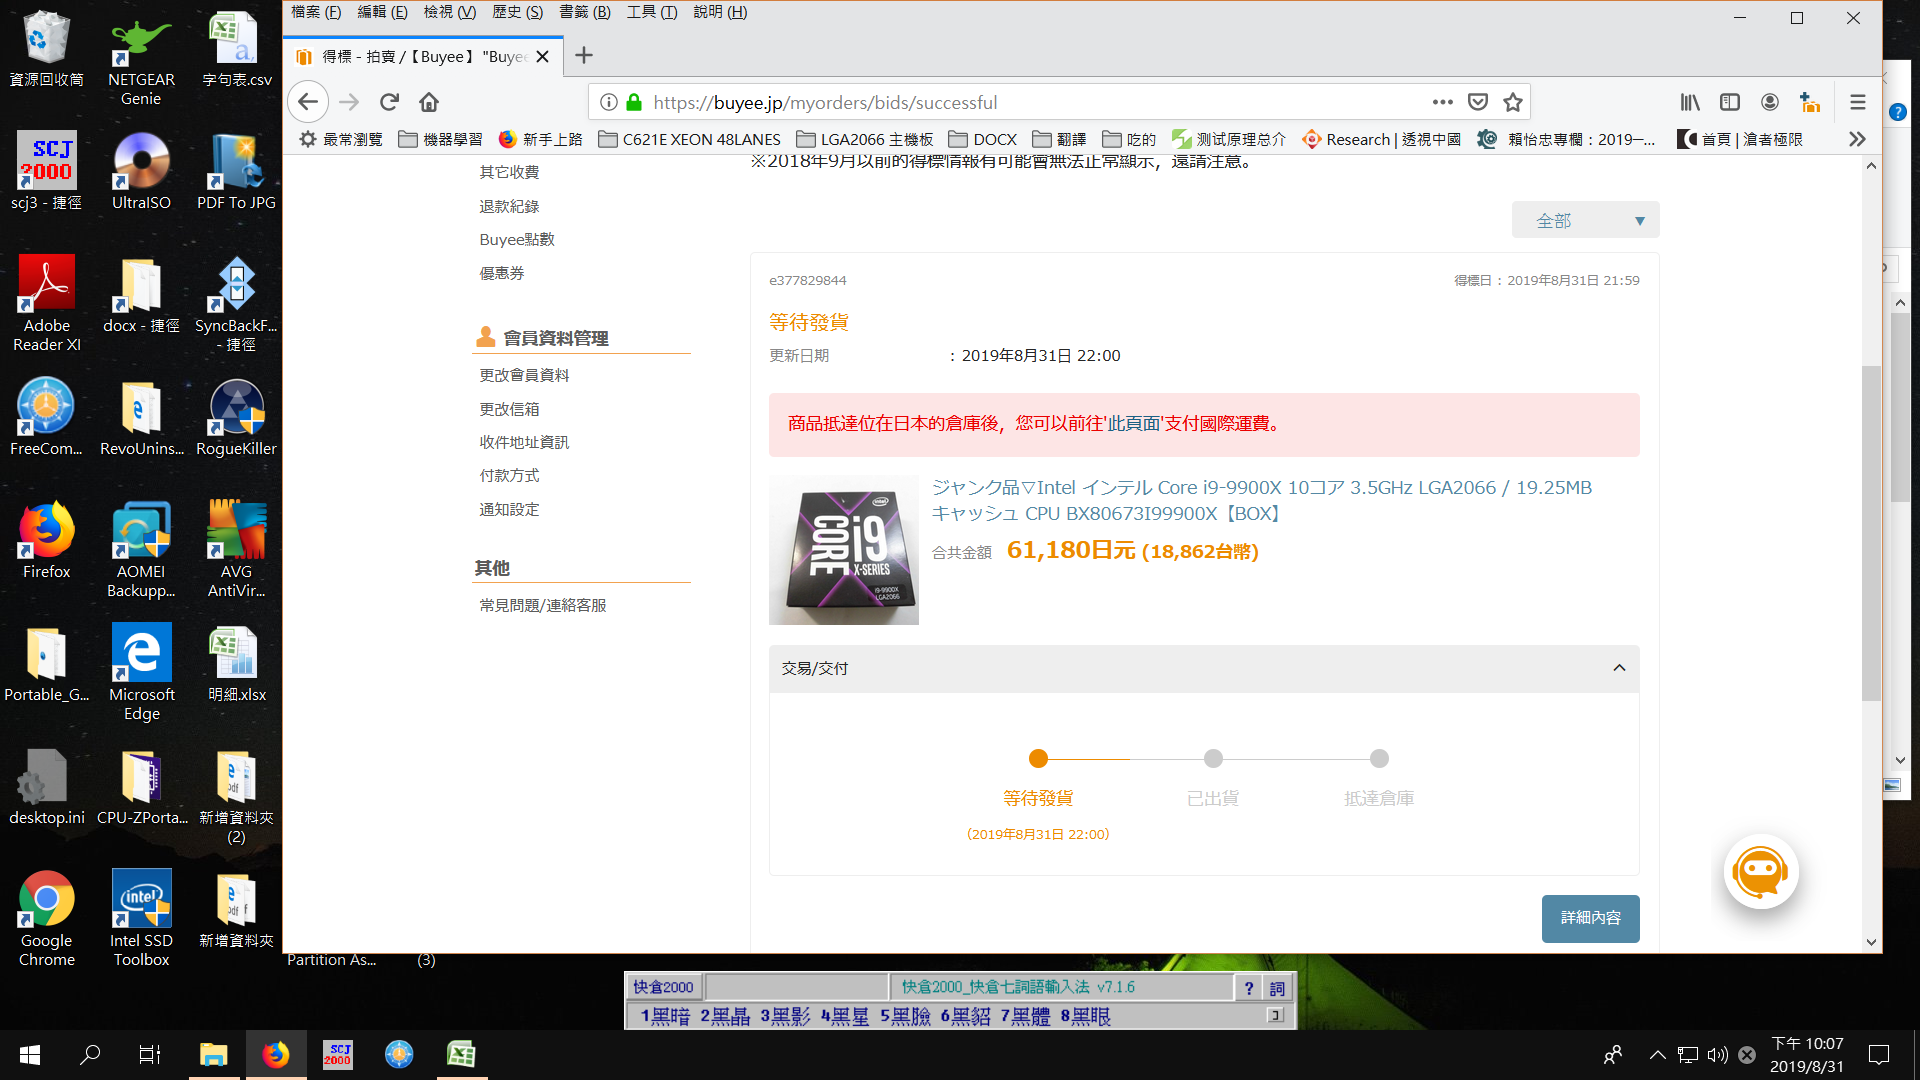 資源回收筒
NETGEAR Genie
字句表.csv
SCJ 2000
scj3 - 捷徑
UltraISO
PDF To JPG
Adobe Reader XI
docx - 捷徑
SyncBackF... - 捷徑
FreeCom...
RevoUnins...
RogueKiller
Firefox
AOMEI Backupp...
AVG AntiVir...
Portable_G...
Microsoft Edge
明細.xlsx
desktop.ini
CPU-ZPorta...
新增資料夾 (2)
Google Chrome
Intel SSD Toolbox
新增資料夾
Partition As...
(3)
檔案 (F) 編輯 (E) 檢視 (V) 歷史 (S) 書籤 (B) 工具 (T) 說明 (H)
得標 - 拍賣 /【Buyee】 "Buyee
https://buyee.jp/myorders/bids/successful
最常瀏覽 機器學習 新手上路 C621E XEON 48LANES LGA2066 主機板 DOCX 翻譯 吃的 测试原理总介 Research | 透視中國 賴怡忠專欄：2019一... 首頁 | 滄者極限
※2018年9月以前的得標情報有可能會無法正常顯示，還請注意。
其它收費
退款紀錄
Buyee點數
優惠券
會員資料管理
更改會員資料
更改信箱
收件地址資訊
付款方式
通知設定
其他
常見問題/連絡客服
全部 ▼
e377829844
得標日：2019年8月31日 21:59
等待發貨
更新日期 ：2019年8月31日 22:00
商品抵達位在日本的倉庫後，您可以前往'此頁面'支付國際運費。
intel
CORE i9
X-SERIES
i9-9900X
LGA2066
ジャンク品▽Intel インテル Core i9-9900X 10コア 3.5GHz LGA2066 / 19.25MB
キャッシュ CPU BX80673I99900X【BOX】
合共金額 61,180日元 (18,862台幣)
交易/交付
等待發貨 已出貨 抵達倉庫
(2019年8月31日 22:00)
詳細內容
快倉2000 快倉2000_快倉七詞語輸入法 v7.1.6 ? 詞
1黑暗 2黑晶 3黑影 4黑星 5黑臉 6黑貂 7黑體 8黑眼
SCJ 2000
下午 10:07
2019/8/31